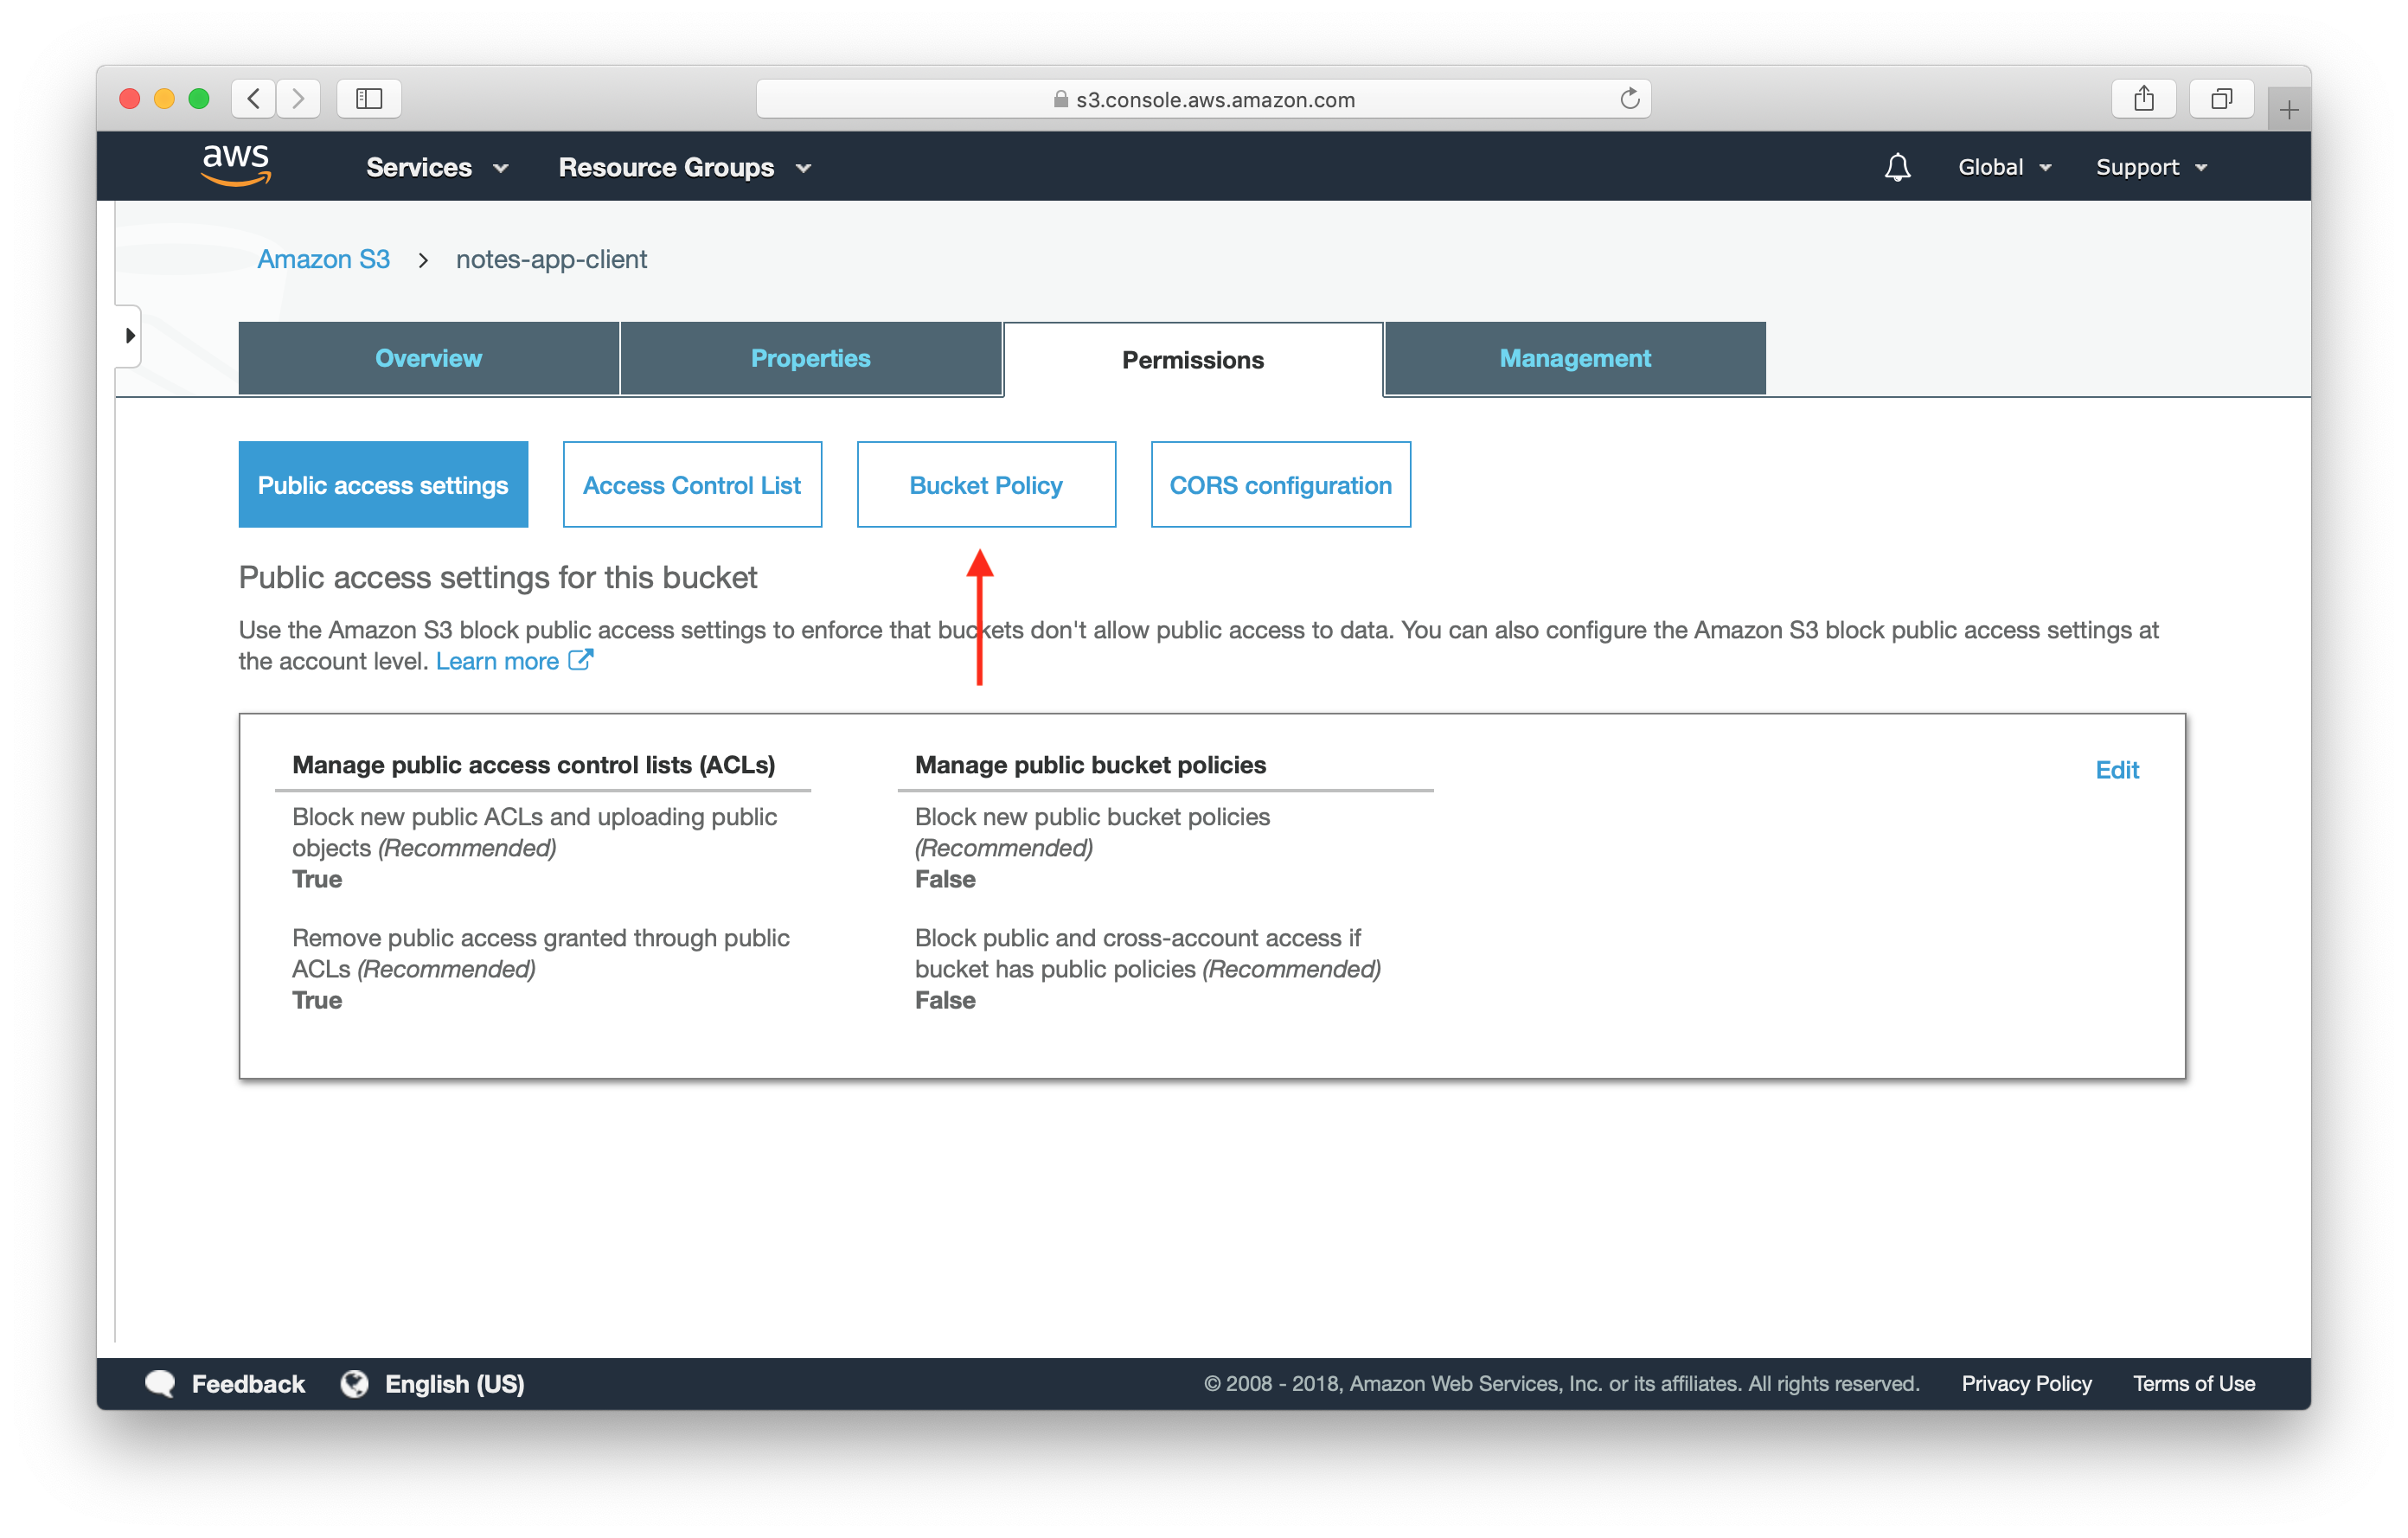 s3.console.aws.amazon.com
aws Services Resource Groups Global Support
Amazon S3 > notes-app-client
Overview Properties Permissions Management
Public access settings Access Control List Bucket Policy CORS configuration
Public access settings for this bucket
Use the Amazon S3 block public access settings to enforce that buckets don't allow public access to data. You can also configure the Amazon S3 block public access settings at
the account level. Learn more
Edit
Manage public access control lists (ACLs)
Block new public ACLs and uploading public
objects (Recommended)
True
Remove public access granted through public
ACLs (Recommended)
True
Manage public bucket policies
Block new public bucket policies
(Recommended)
False
Block public and cross-account access if
bucket has public policies (Recommended)
False
Feedback English (US) © 2008 - 2018, Amazon Web Services, Inc. or its affiliates. All rights reserved. Privacy Policy Terms of Use